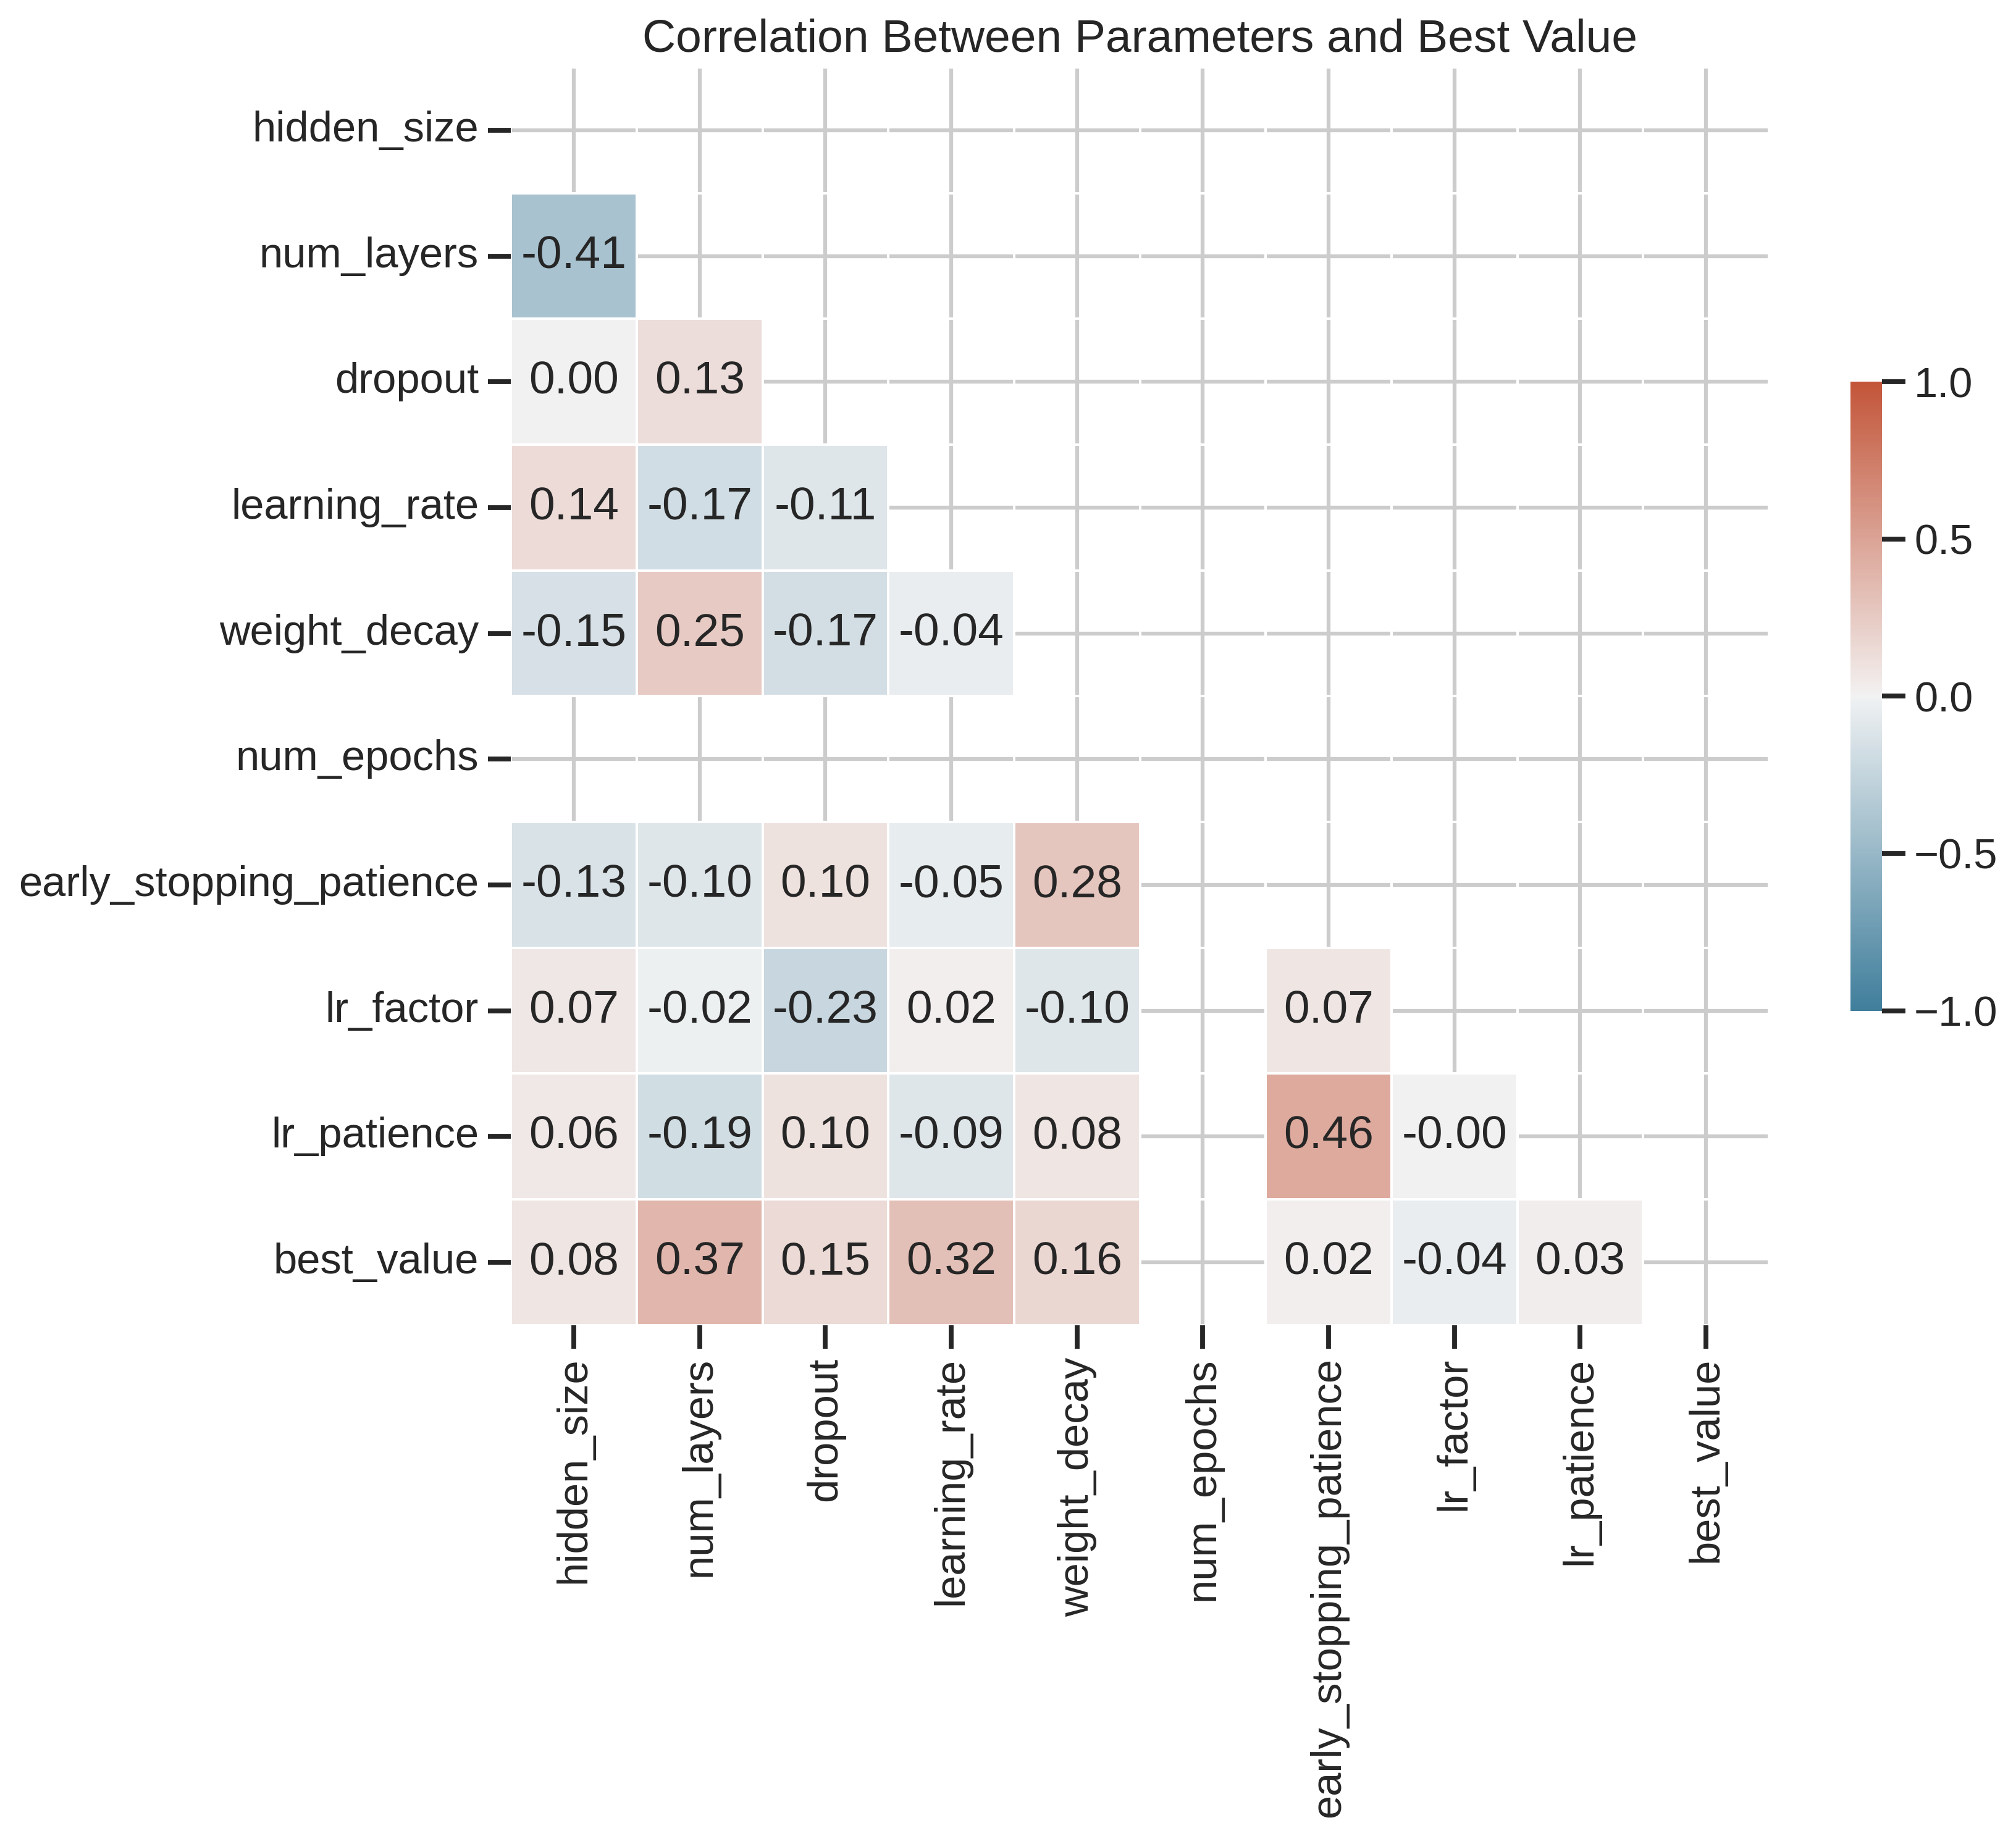 Correlation Between Parameters and Best Value
hidden_size
num_layers -0.41
dropout 0.00 0.13
learning_rate 0.14 -0.17 -0.11
weight_decay -0.15 0.25 -0.17 -0.04
num_epochs
early_stopping_patience -0.13 -0.10 0.10 -0.05 0.28
lr_factor 0.07 -0.02 -0.23 0.02 -0.10 0.07
lr_patience 0.06 -0.19 0.10 -0.09 0.08 0.46 -0.00
best_value 0.08 0.37 0.15 0.32 0.16 0.02 -0.04 0.03
hidden_size
num_layers
dropout
learning_rate
weight_decay
num_epochs
early_stopping_patience
lr_factor
lr_patience
best_value
1.0
0.5
0.0
−0.5
−1.0